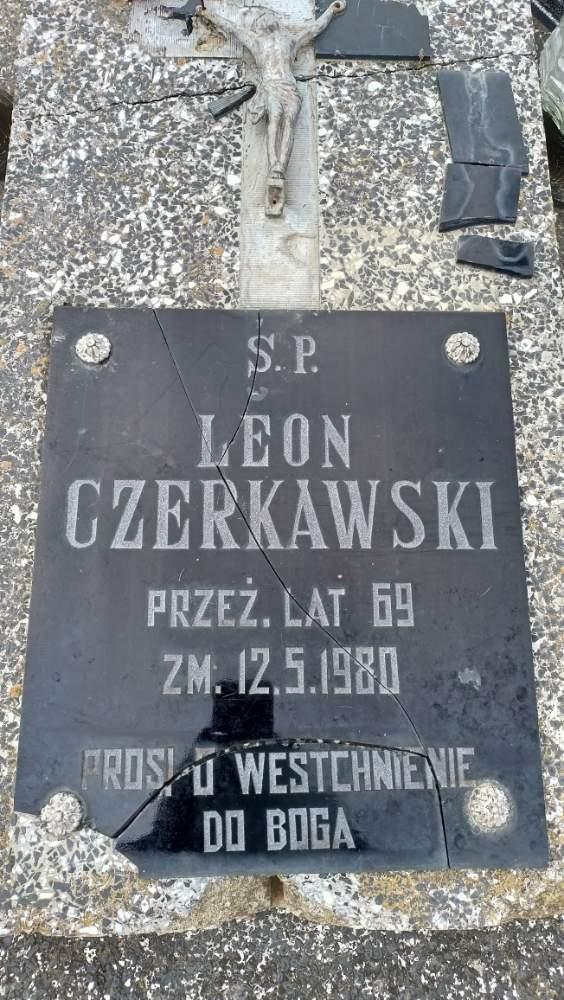 Ś.P.
LEON
CZERKAWSKI
PRZEŻ. LAT 69
ZM. 12.5.1980
PROSI O WESTCHNIENIE
DO BOGA